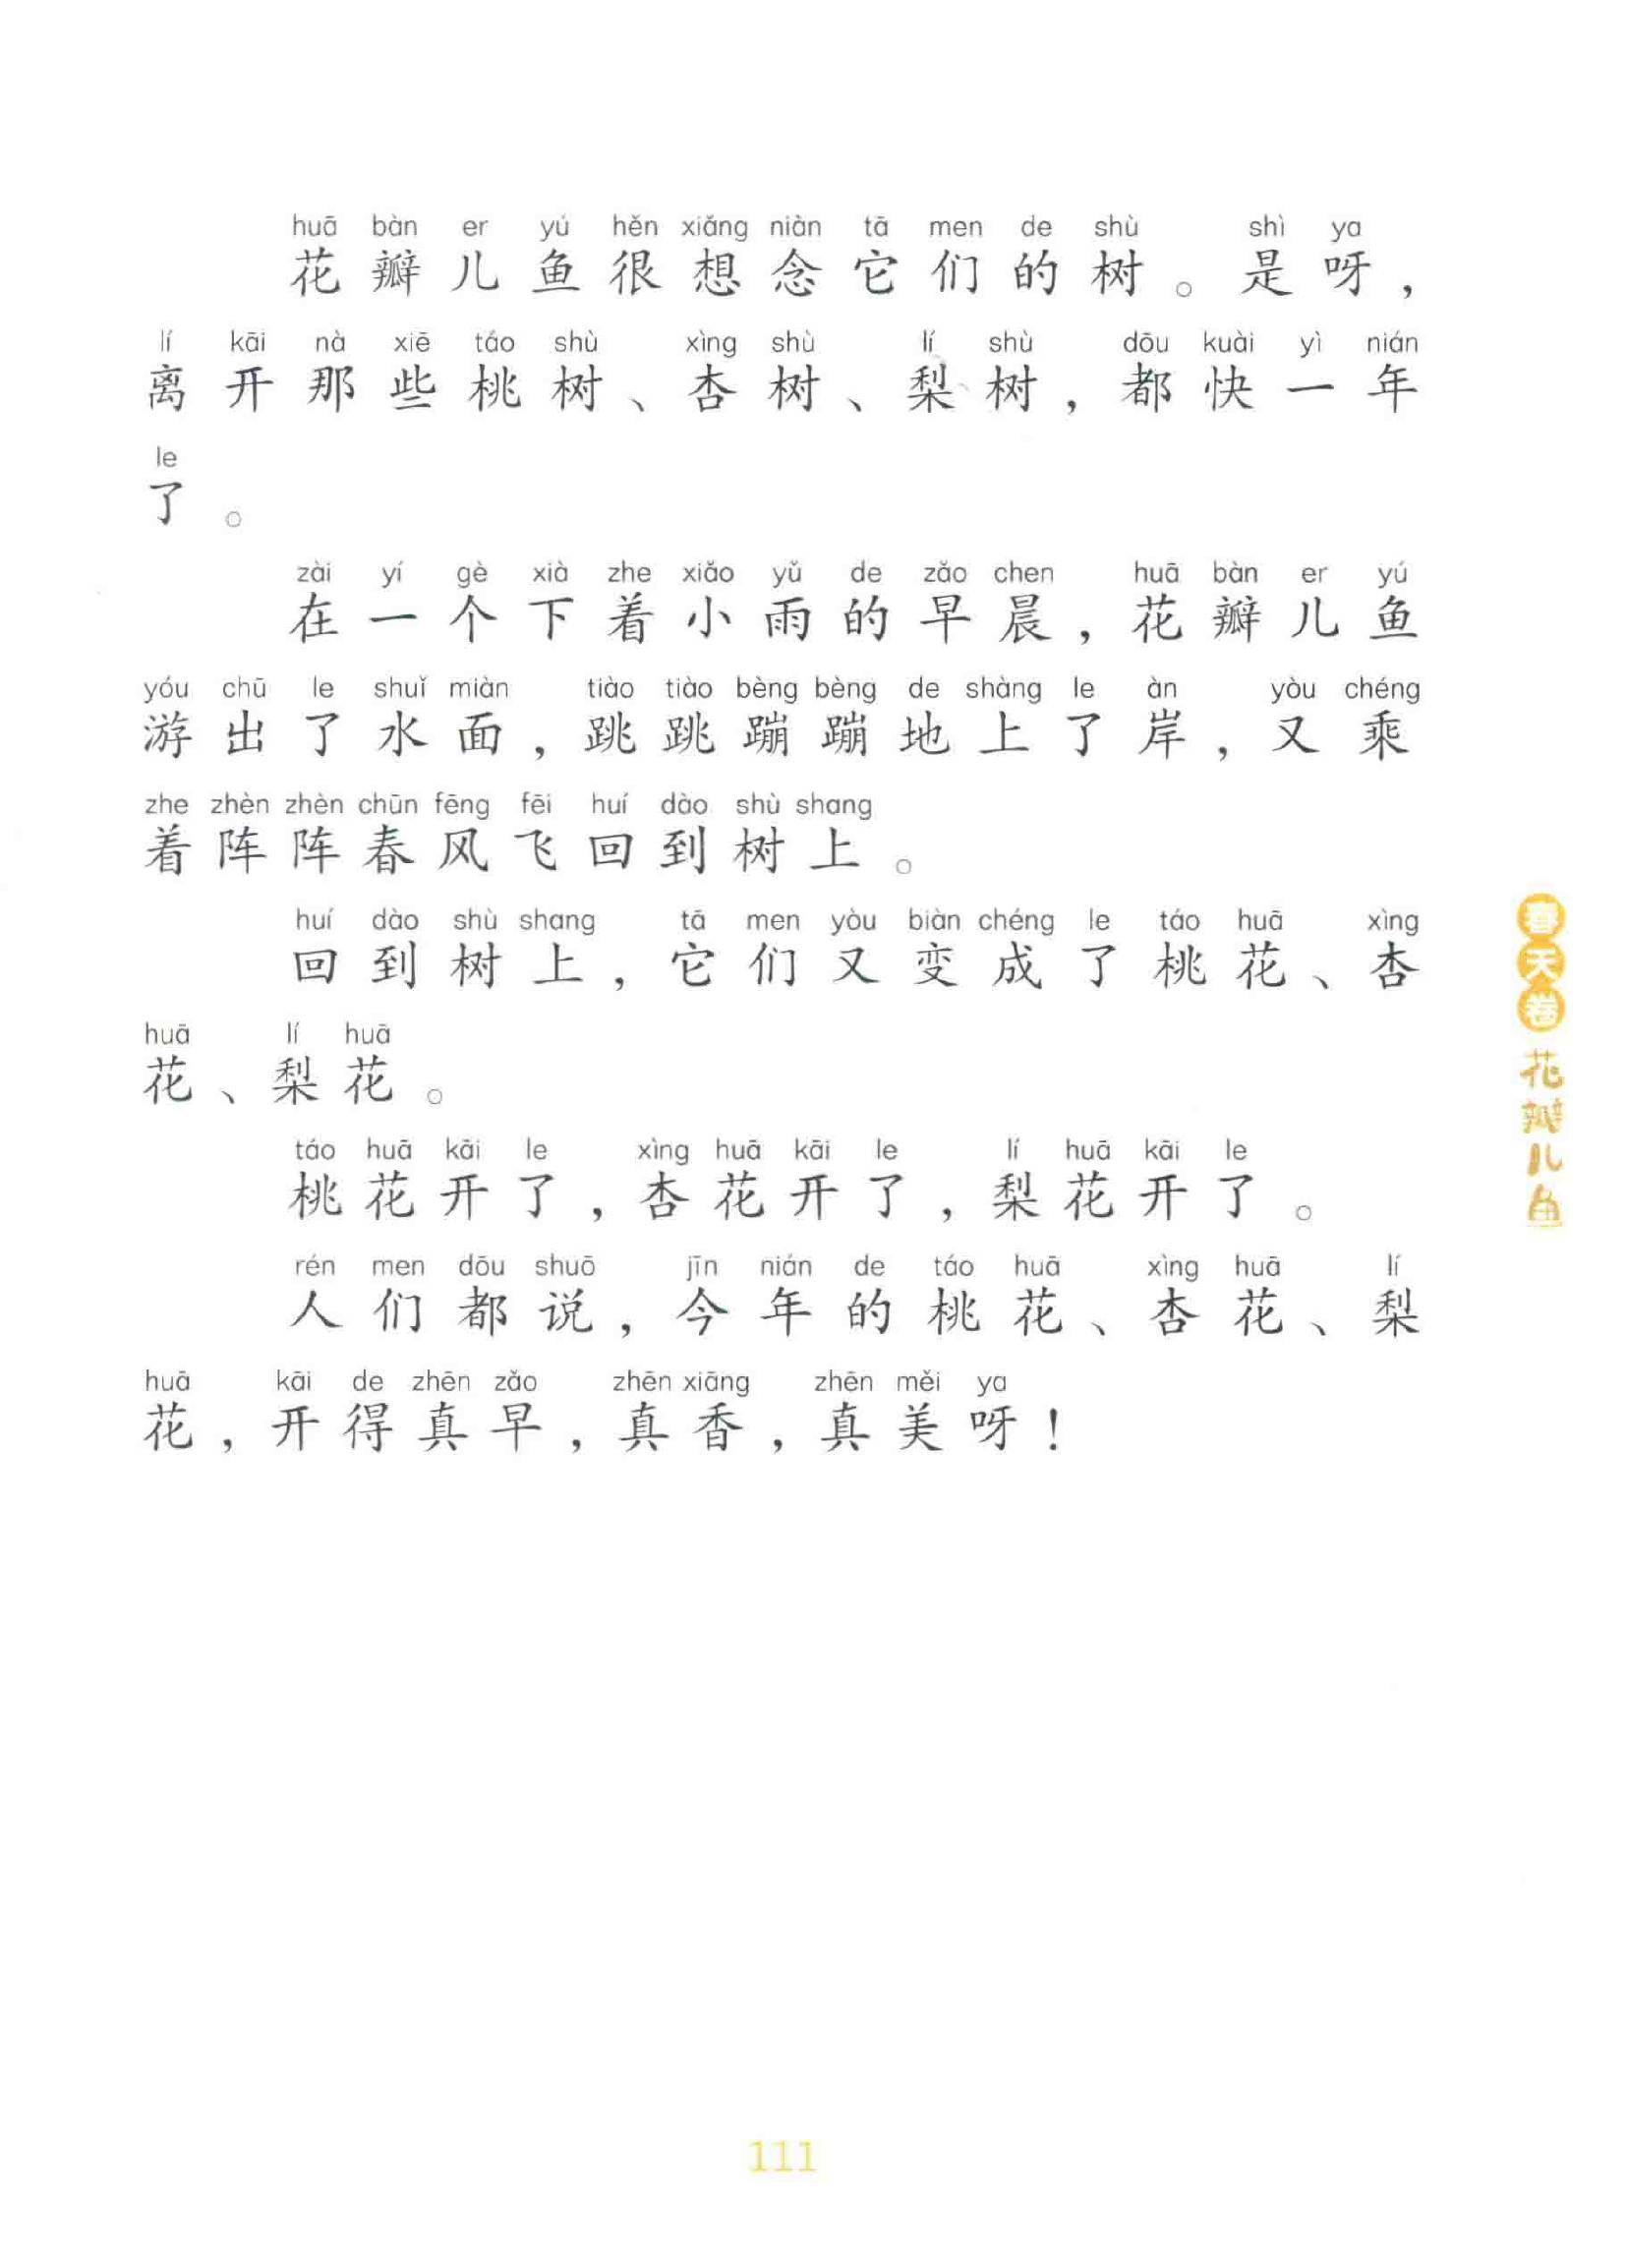 huā bàn er yú hěn xiǎng niàn tā men de shù shì ya
花瓣儿鱼很想念它们的树。是呀，
lí kāi nà xiē táo shù xìng shù lí shù dōu kuài yì nián
离开那些桃树、杏树、梨树，都快一年
le
了。
zài yí gè xià zhe xiǎo yǔ de zǎo chen huā bàn er yú
在一个下着小雨的早晨，花瓣儿鱼
yóu chū le shuǐ miàn tiào tiào bèng bèng de shàng le àn yòu chéng
游出了水面，跳跳蹦蹦地上了岸，又乘
zhe zhèn zhèn chūn fēng fēi huí dào shù shang
着阵阵春风飞回到树上。
huí dào shù shang tā men yòu biàn chéng le táo huā xìng
回到树上，它们又变成了桃花、杏
huā lí huā
花、梨花。
táo huā kāi le xìng huā kāi le lí huā kāi le
桃花开了，杏花开了，梨花开了。
rén men dōu shuō jīn nián de táo huā xìng huā lí
人们都说，今年的桃花、杏花、梨
huā kāi de zhēn zǎo zhēn xiāng zhēn měi ya
花，开得真早，真香，真美呀！
春天卷
花瓣儿鱼
111